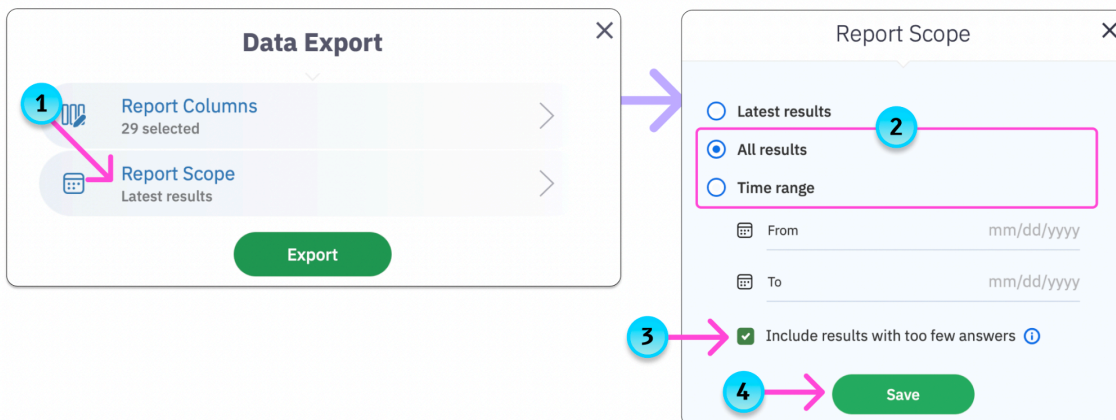 Data Export
1
Report Columns
29 selected
Report Scope
Latest results
Export
Report Scope
Latest results
2
All results
Time range
From mm/dd/yyyy
To mm/dd/yyyy
3
Include results with too few answers
4
Save